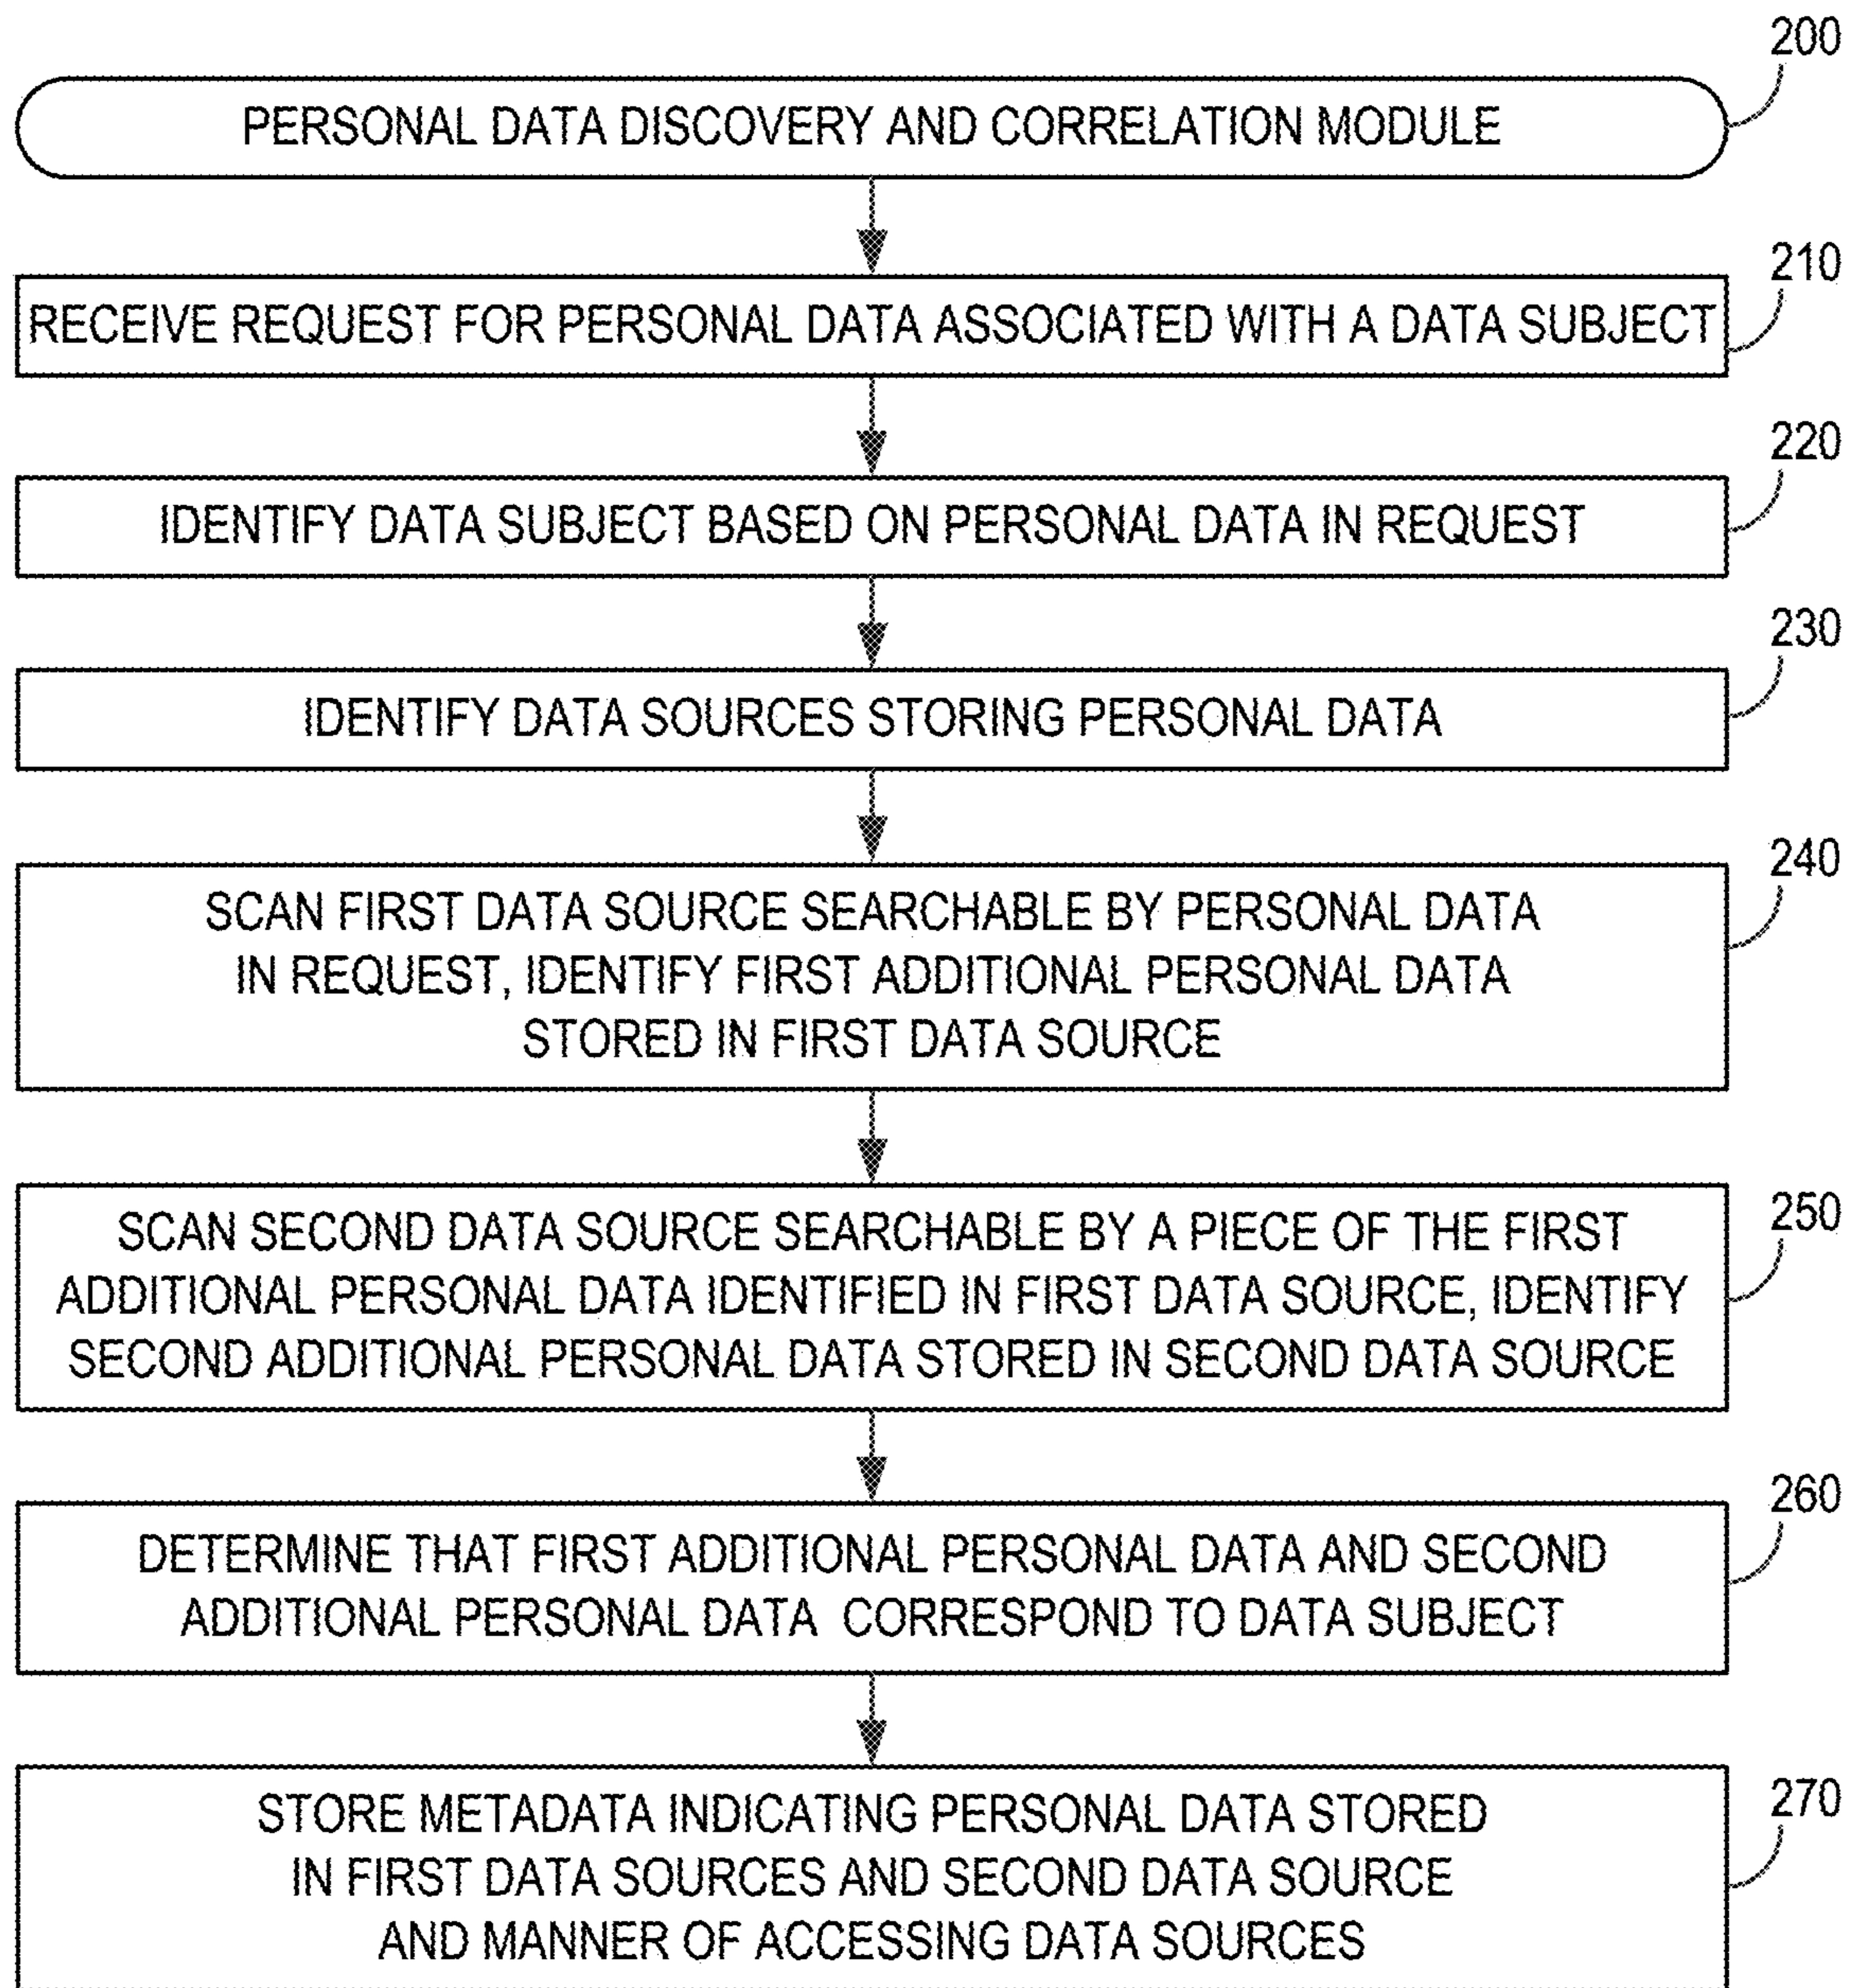 200
PERSONAL DATA DISCOVERY AND CORRELATION MODULE
210
RECEIVE REQUEST FOR PERSONAL DATA ASSOCIATED WITH A DATA SUBJECT
220
IDENTIFY DATA SUBJECT BASED ON PERSONAL DATA IN REQUEST
230
IDENTIFY DATA SOURCES STORING PERSONAL DATA
240
SCAN FIRST DATA SOURCE SEARCHABLE BY PERSONAL DATA
IN REQUEST, IDENTIFY FIRST ADDITIONAL PERSONAL DATA
STORED IN FIRST DATA SOURCE
250
SCAN SECOND DATA SOURCE SEARCHABLE BY A PIECE OF THE FIRST
ADDITIONAL PERSONAL DATA IDENTIFIED IN FIRST DATA SOURCE, IDENTIFY
SECOND ADDITIONAL PERSONAL DATA STORED IN SECOND DATA SOURCE
260
DETERMINE THAT FIRST ADDITIONAL PERSONAL DATA AND SECOND
ADDITIONAL PERSONAL DATA CORRESPOND TO DATA SUBJECT
270
STORE METADATA INDICATING PERSONAL DATA STORED
IN FIRST DATA SOURCES AND SECOND DATA SOURCE
AND MANNER OF ACCESSING DATA SOURCES